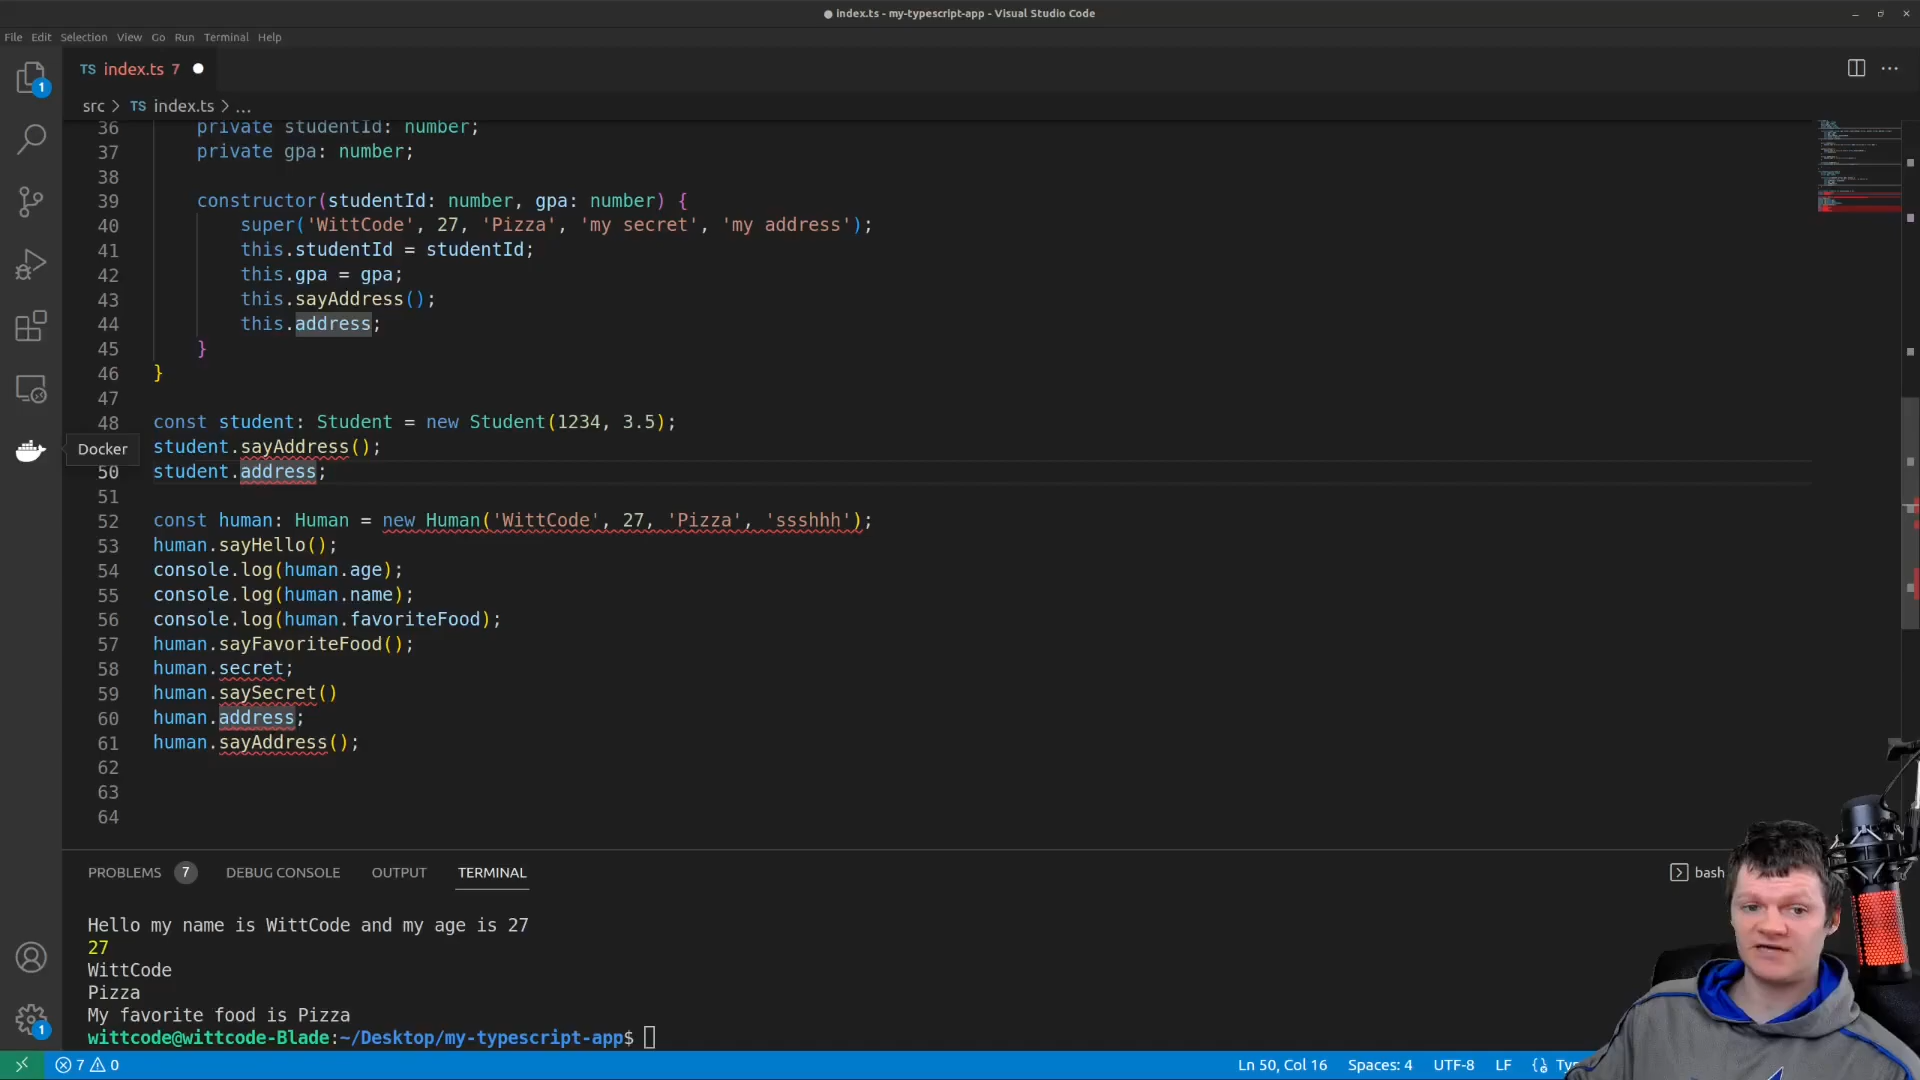 index.ts - my-typescript-app - Visual Studio Code
File Edit Selection View Go Run Terminal Help
TS index.ts 7
1
src > TS index.ts > ...
36 private studentId: number;
37 private gpa: number;
38
39 constructor(studentId: number, gpa: number) {
40 super('WittCode', 27, 'Pizza', 'my secret', 'my address');
41 this.studentId = studentId;
42 this.gpa = gpa;
43 this.sayAddress();
44 this.address;
45 }
46 }
47
48 const student: Student = new Student(1234, 3.5);
49 student.sayAddress();
Docker
50 student.address;
51
52 const human: Human = new Human('WittCode', 27, 'Pizza', 'ssshhh');
53 human.sayHello();
54 console.log(human.age);
55 console.log(human.name);
56 console.log(human.favoriteFood);
57 human.sayFavoriteFood();
58 human.secret;
59 human.saySecret()
60 human.address;
61 human.sayAddress();
62
63
64
PROBLEMS 7 DEBUG CONSOLE OUTPUT TERMINAL bash
Hello my name is WittCode and my age is 27
27
WittCode
Pizza
My favorite food is Pizza
wittcode@wittcode-Blade:~/Desktop/my-typescript-app$
1
7 0 Ln 50, Col 16 Spaces: 4 UTF-8 LF {}